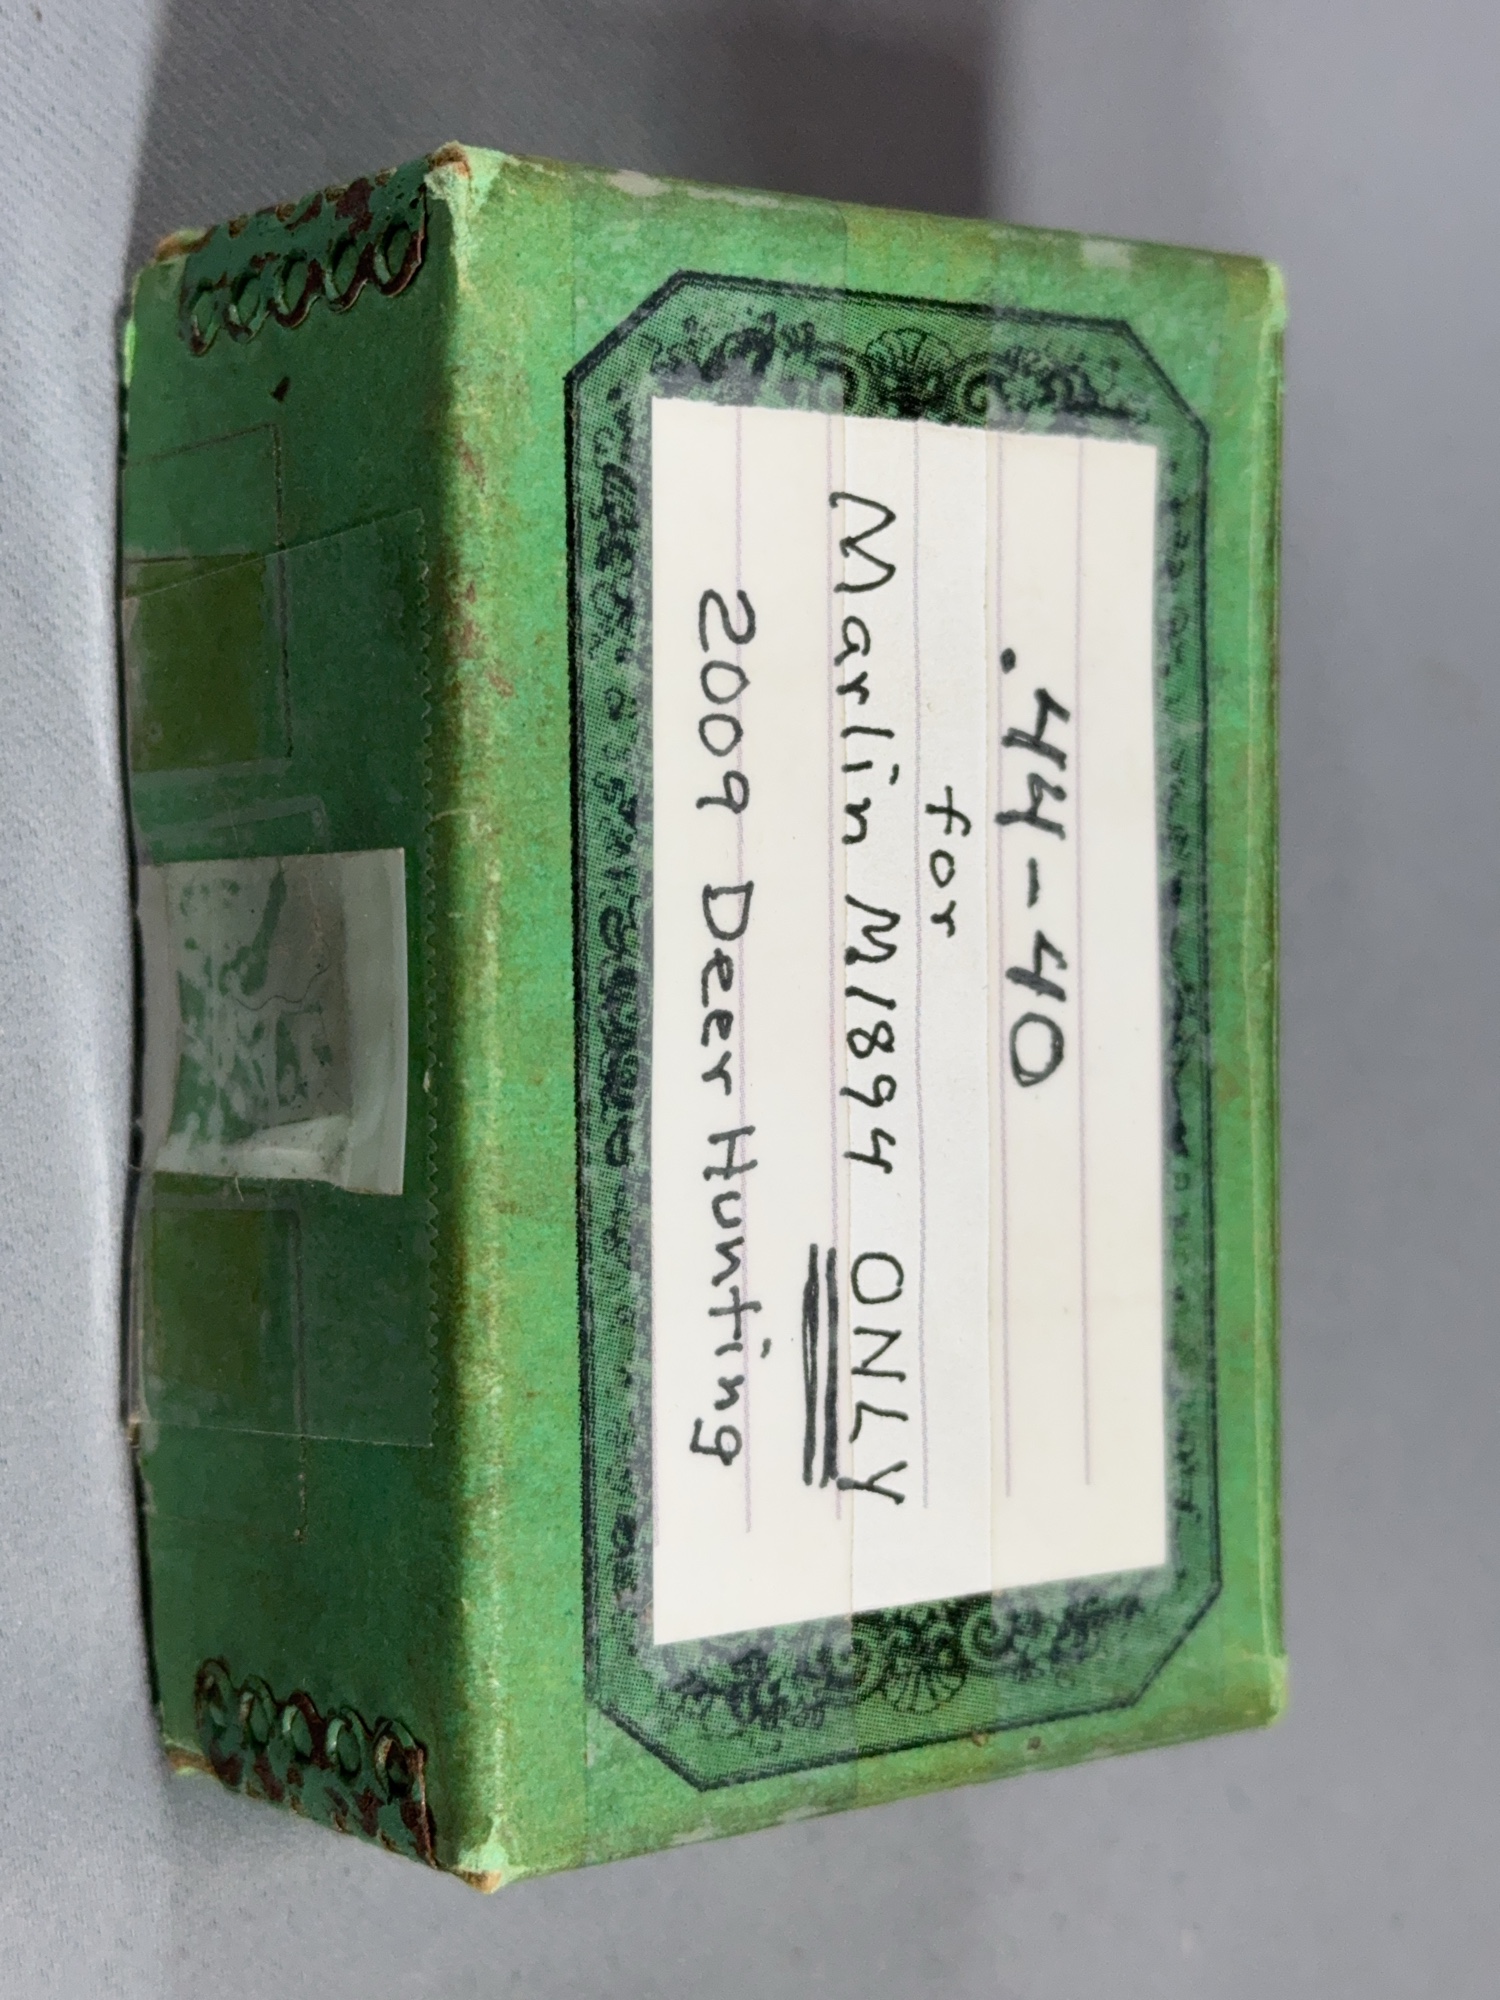 .44-40
for
Marlin M1894 ONLY
2009 Deer Hunting